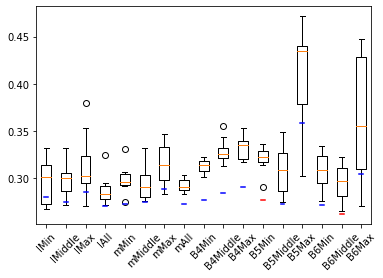 0.45
0.40
0.35
0.30
lMin
lMiddle
lMax
lAll
mMin
mMiddle
mMax
mAll
B4Min
B4Middle
B4Max
B5Min
B5Middle
B5Max
B6Min
B6Middle
B6Max